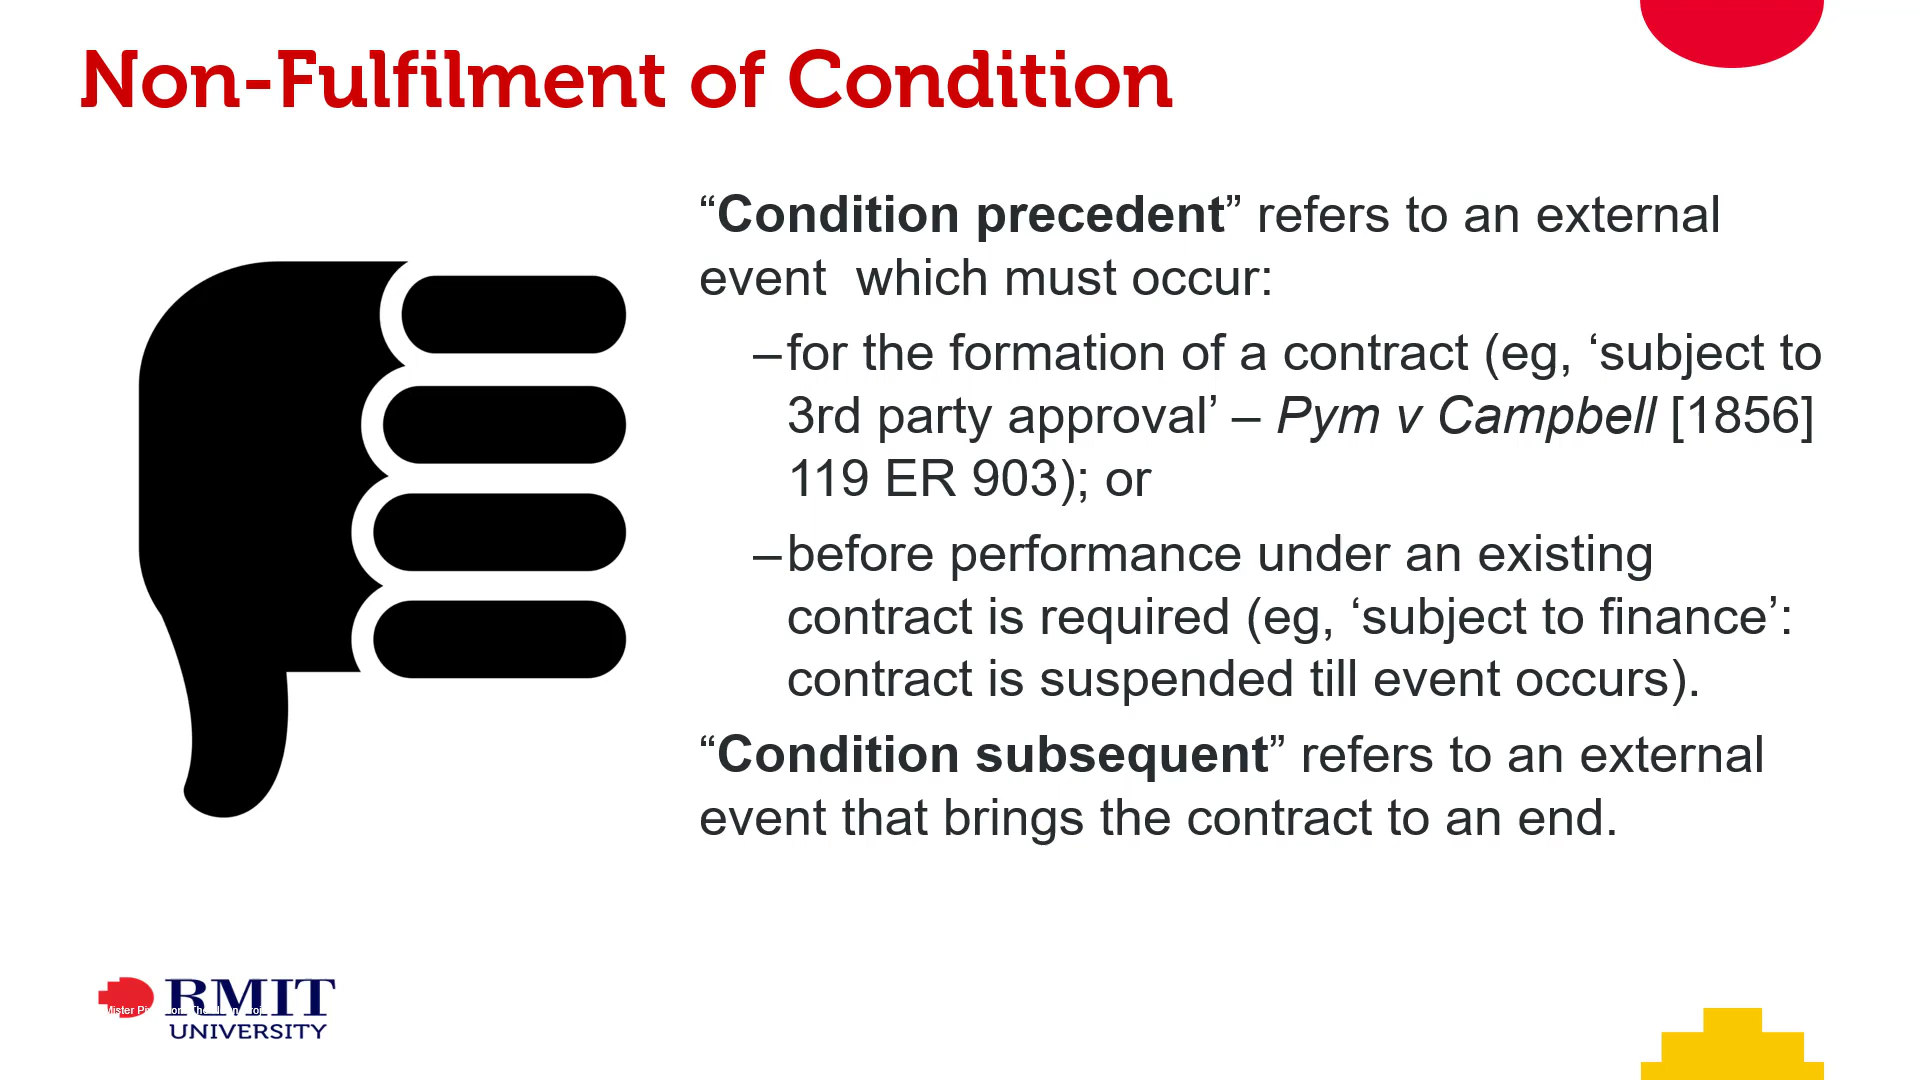 Non-Fulfilment of Condition
“Condition precedent” refers to an external
event  which must occur:
–for the formation of a contract (eg, ‘subject to
3rd party approval’ – Pym v Campbell [1856]
119 ER 903); or
–before performance under an existing
contract is required (eg, ‘subject to finance’:
contract is suspended till event occurs).
“Condition subsequent” refers to an external
event that brings the contract to an end.
RMIT
UNIVERSITY
Mister